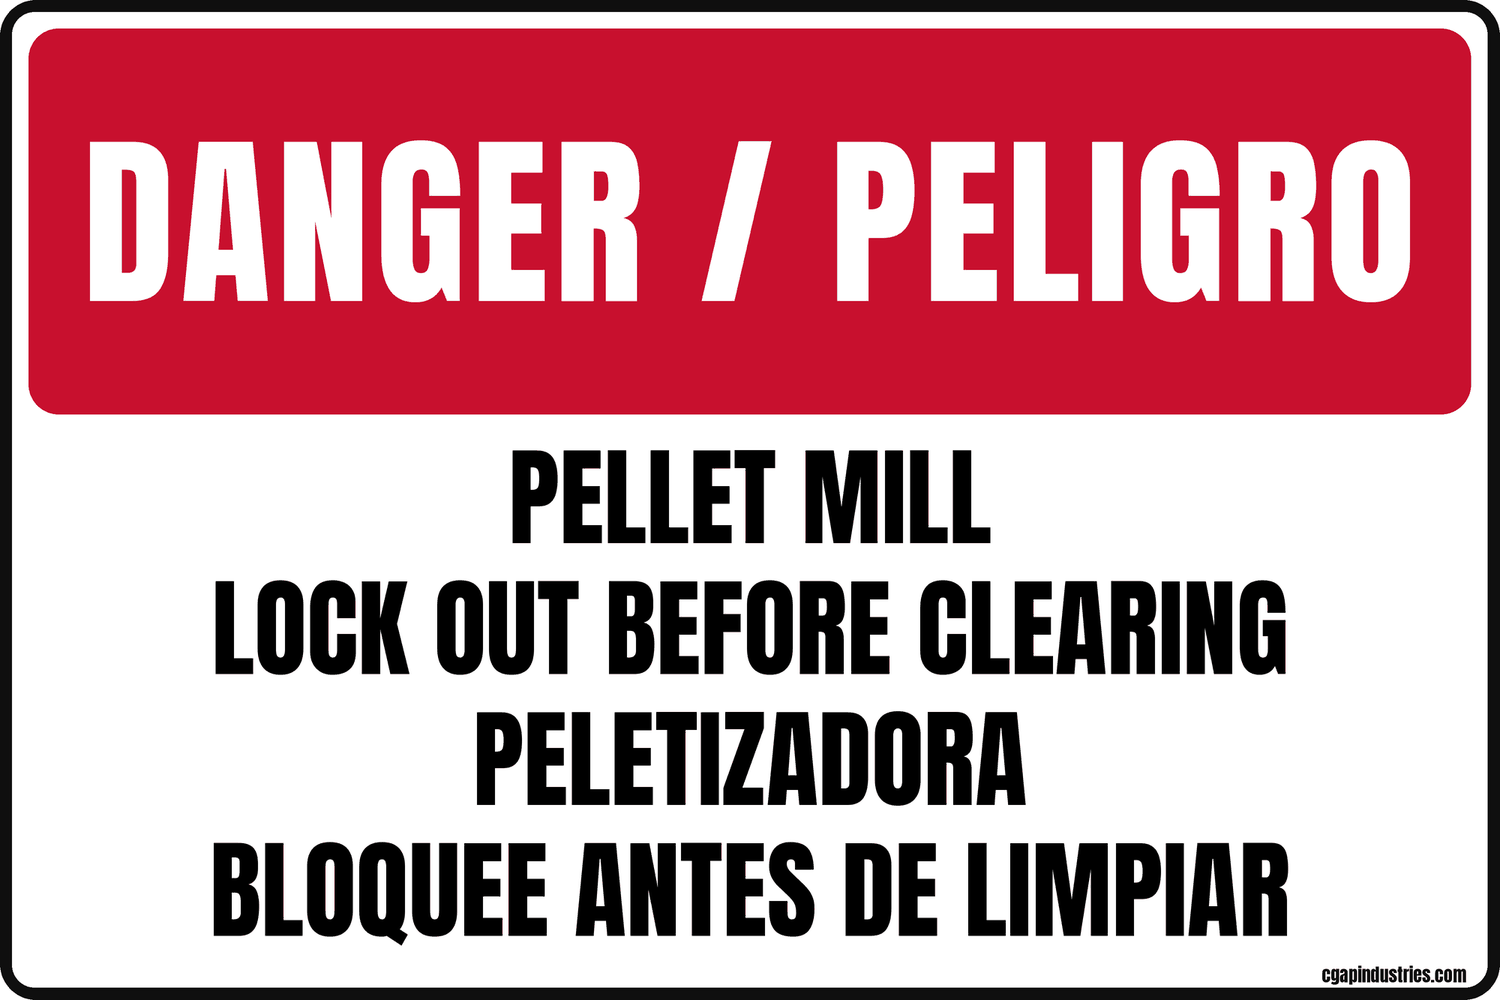 DANGER / PELIGRO
PELLET MILL
LOCK OUT BEFORE CLEARING
PELETIZADORA
BLOQUEE ANTES DE LIMPIAR
cgapindustries.com